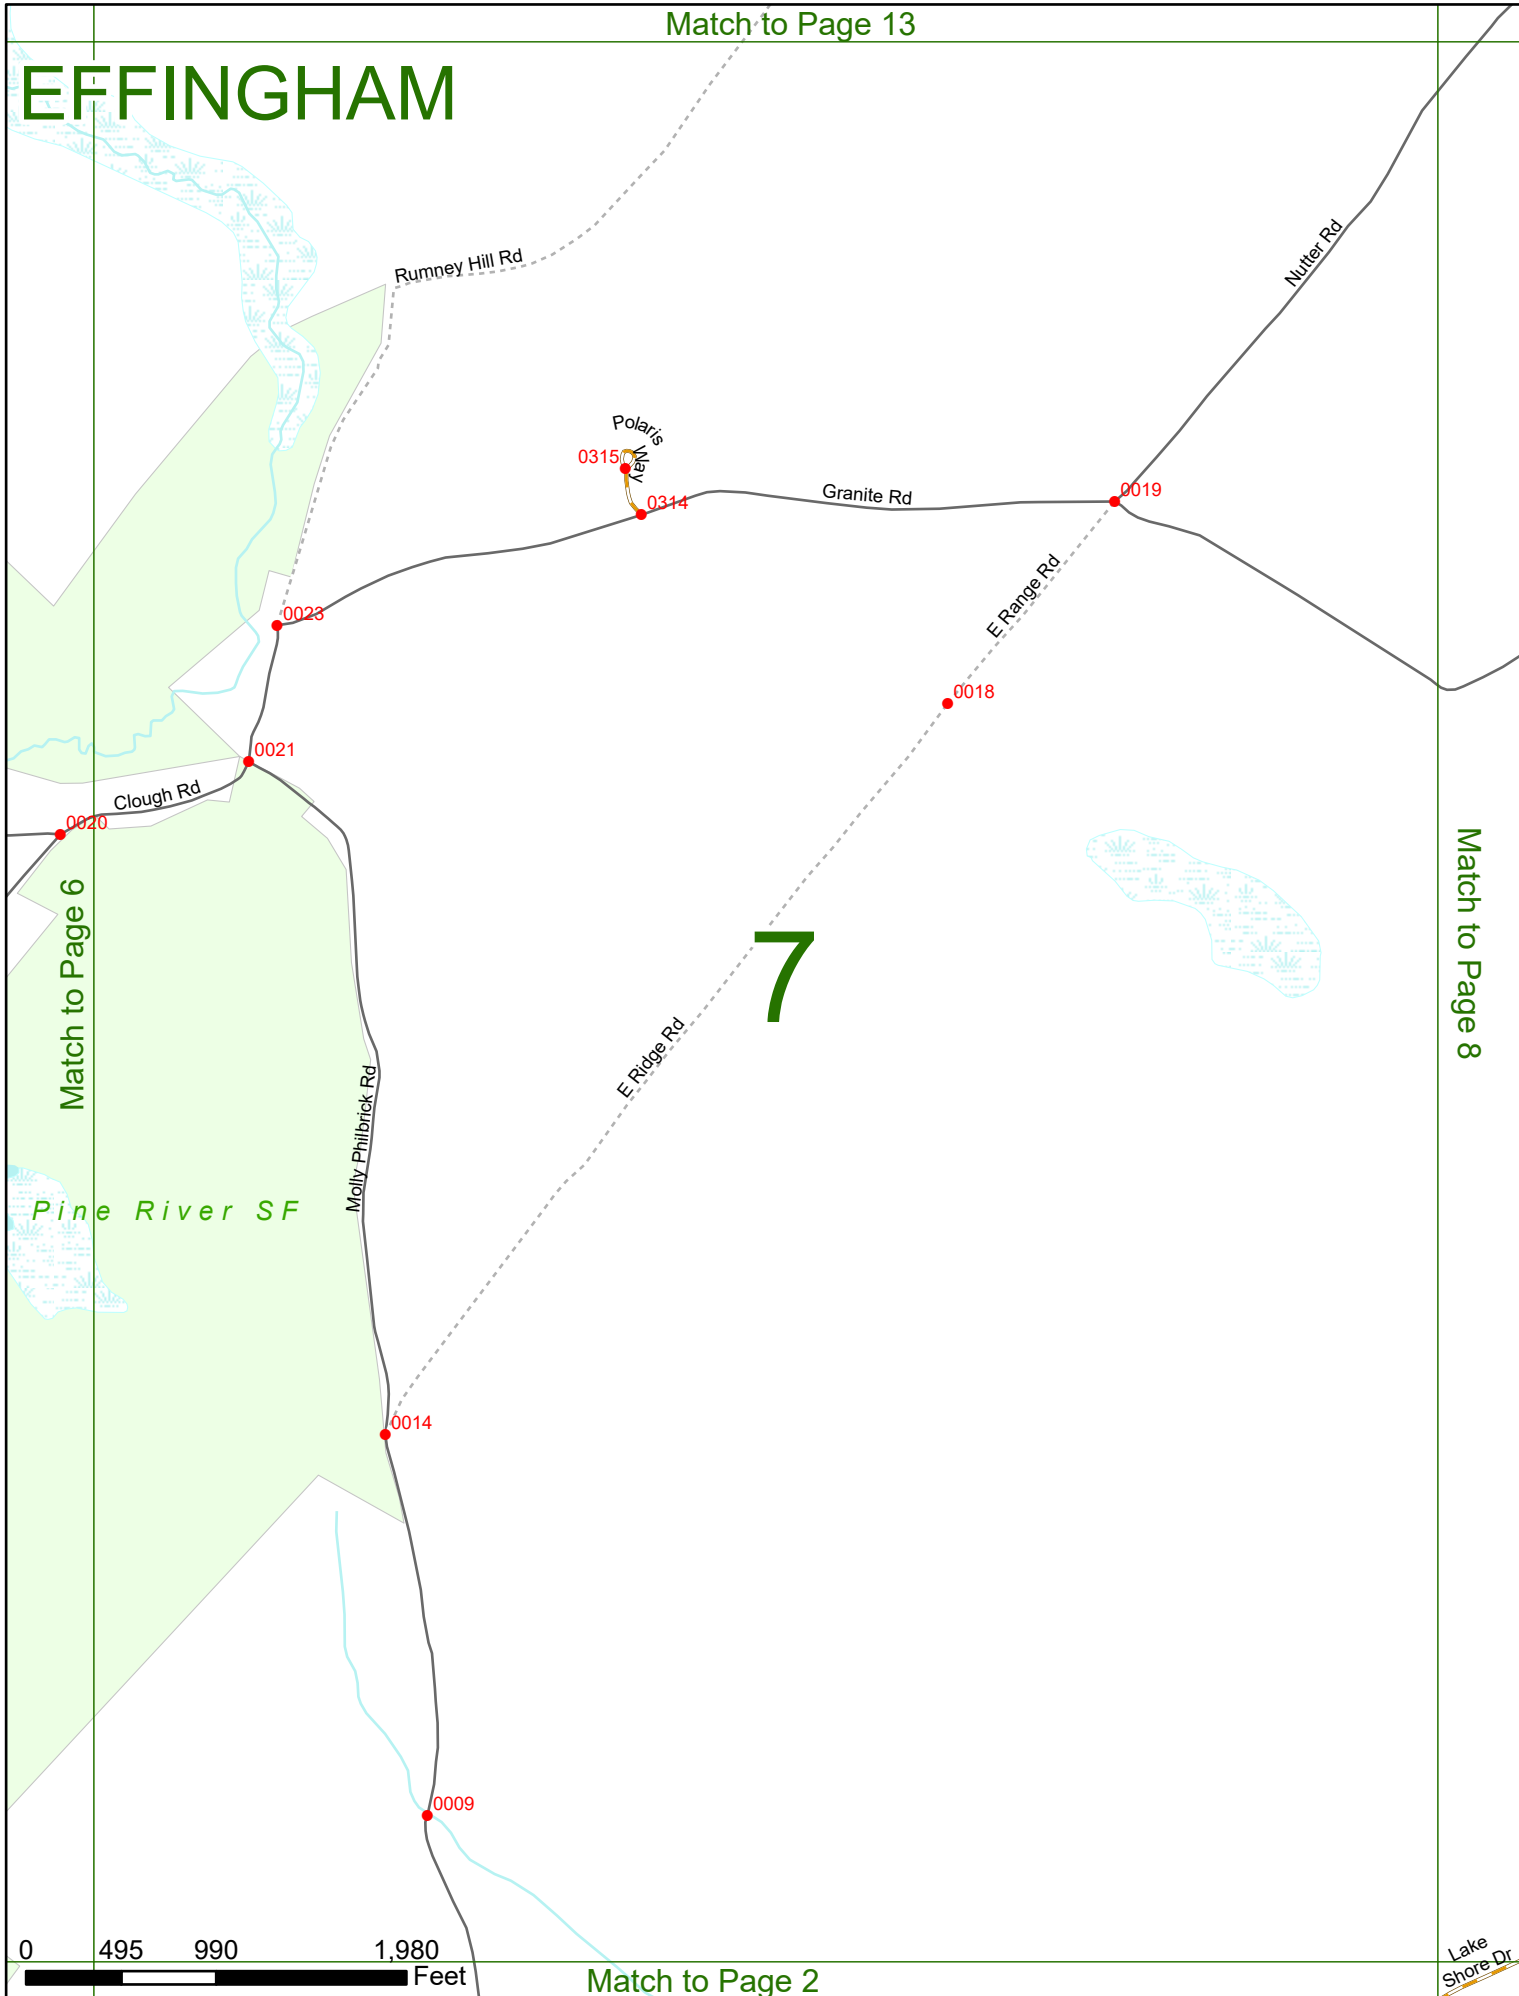 Match to Page 13
EFFINGHAM
Rumney Hill Rd
Nutter Rd
Polaris
Way
0315
0314
Granite Rd
0019
E Range Rd
0023
0018
0021
Clough Rd
0020
Match to Page 6
Match to Page 8
7
E Ridge Rd
Molly Philbrick Rd
Pine River SF
0014
0009
0 495 990 1,980
Feet
Match to Page 2
Lake
Shore Dr